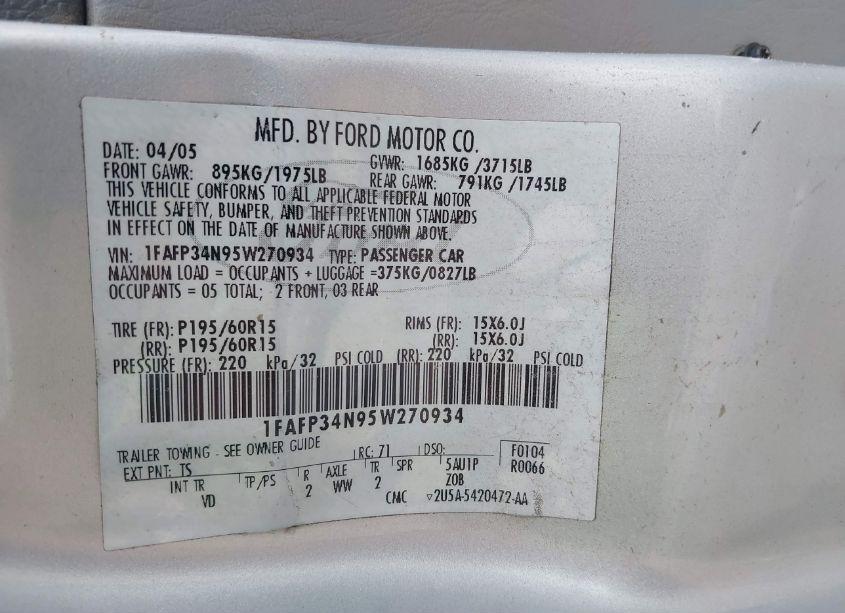 MFD. BY FORD MOTOR CO.
DATE: 04/05 GVWR: 1685KG /3715LB
FRONT GAWR: 895KG/1975LB REAR GAWR: 791KG /1745LB
THIS VEHICLE CONFORMS TO ALL APPLICABLE FEDERAL MOTOR
VEHICLE SAFETY, BUMPER, AND THEFT PREVENTION STANDARDS
IN EFFECT ON THE DATE OF MANUFACTURE SHOWN ABOVE.
VIN: 1FAFP34N95W270934 TYPE: PASSENGER CAR
MAXIMUM LOAD = OCCUPANTS + LUGGAGE =375KG/0827LB
OCCUPANTS = 05 TOTAL; 2 FRONT, 03 REAR
TIRE (FR): P195/60R15 RIMS (FR): 15X6.0J
(RR): P195/60R15 (RR): 15X6.0J
PRESSURE (FR): 220 kPa/32 PSI COLD (RR): 220 kPa/32 PSI COLD
1FAFP34N95W270934
TRAILER TOWING - SEE OWNER GUIDE RC: 71 DSO: F0104
EXT PNT: TS R0066
INT TR TP/PS R AXLE TR SPR 5AU1P
VD 2 WW 2 ZOB
CMC ▽2U5A-5420472-AA